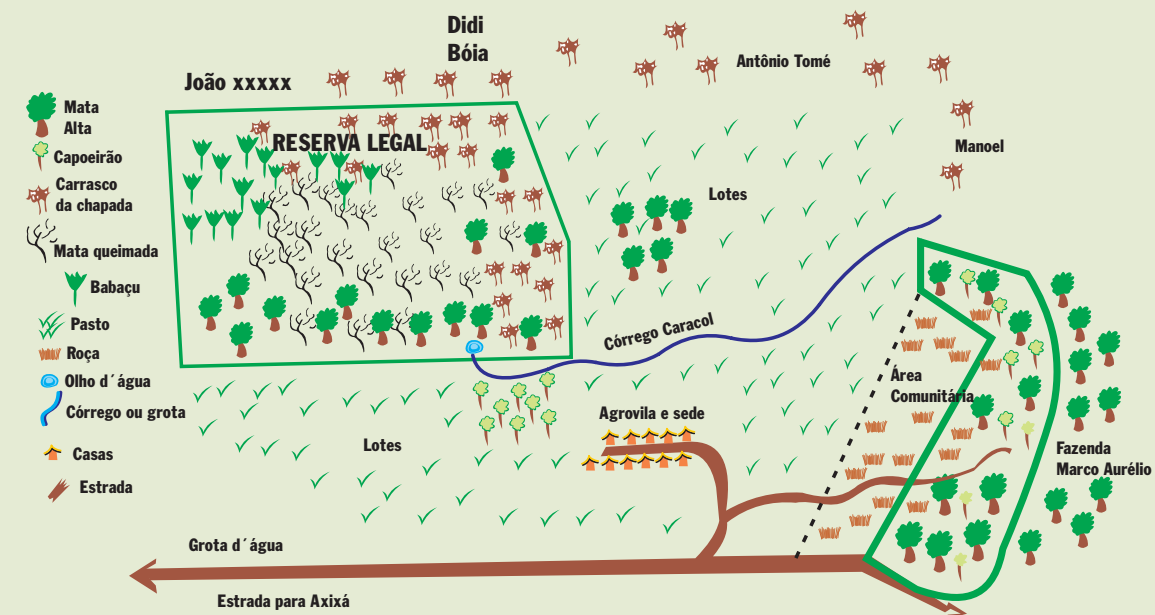 Didi
Bóia
João xxxxx
Antônio Tomé
Manoel
RESERVA LEGAL
Lotes
Mata
Alta
Capoeirão
Carrasco
da chapada
Mata queimada
Babaçu
Pasto
Roça
Olho d´água
Córrego ou grota
Casas
Estrada
Córrego Caracol
Área
Comunitária
Agrovila e sede
Lotes
Fazenda
Marco Aurélio
Grota d´água
Estrada para Axixá